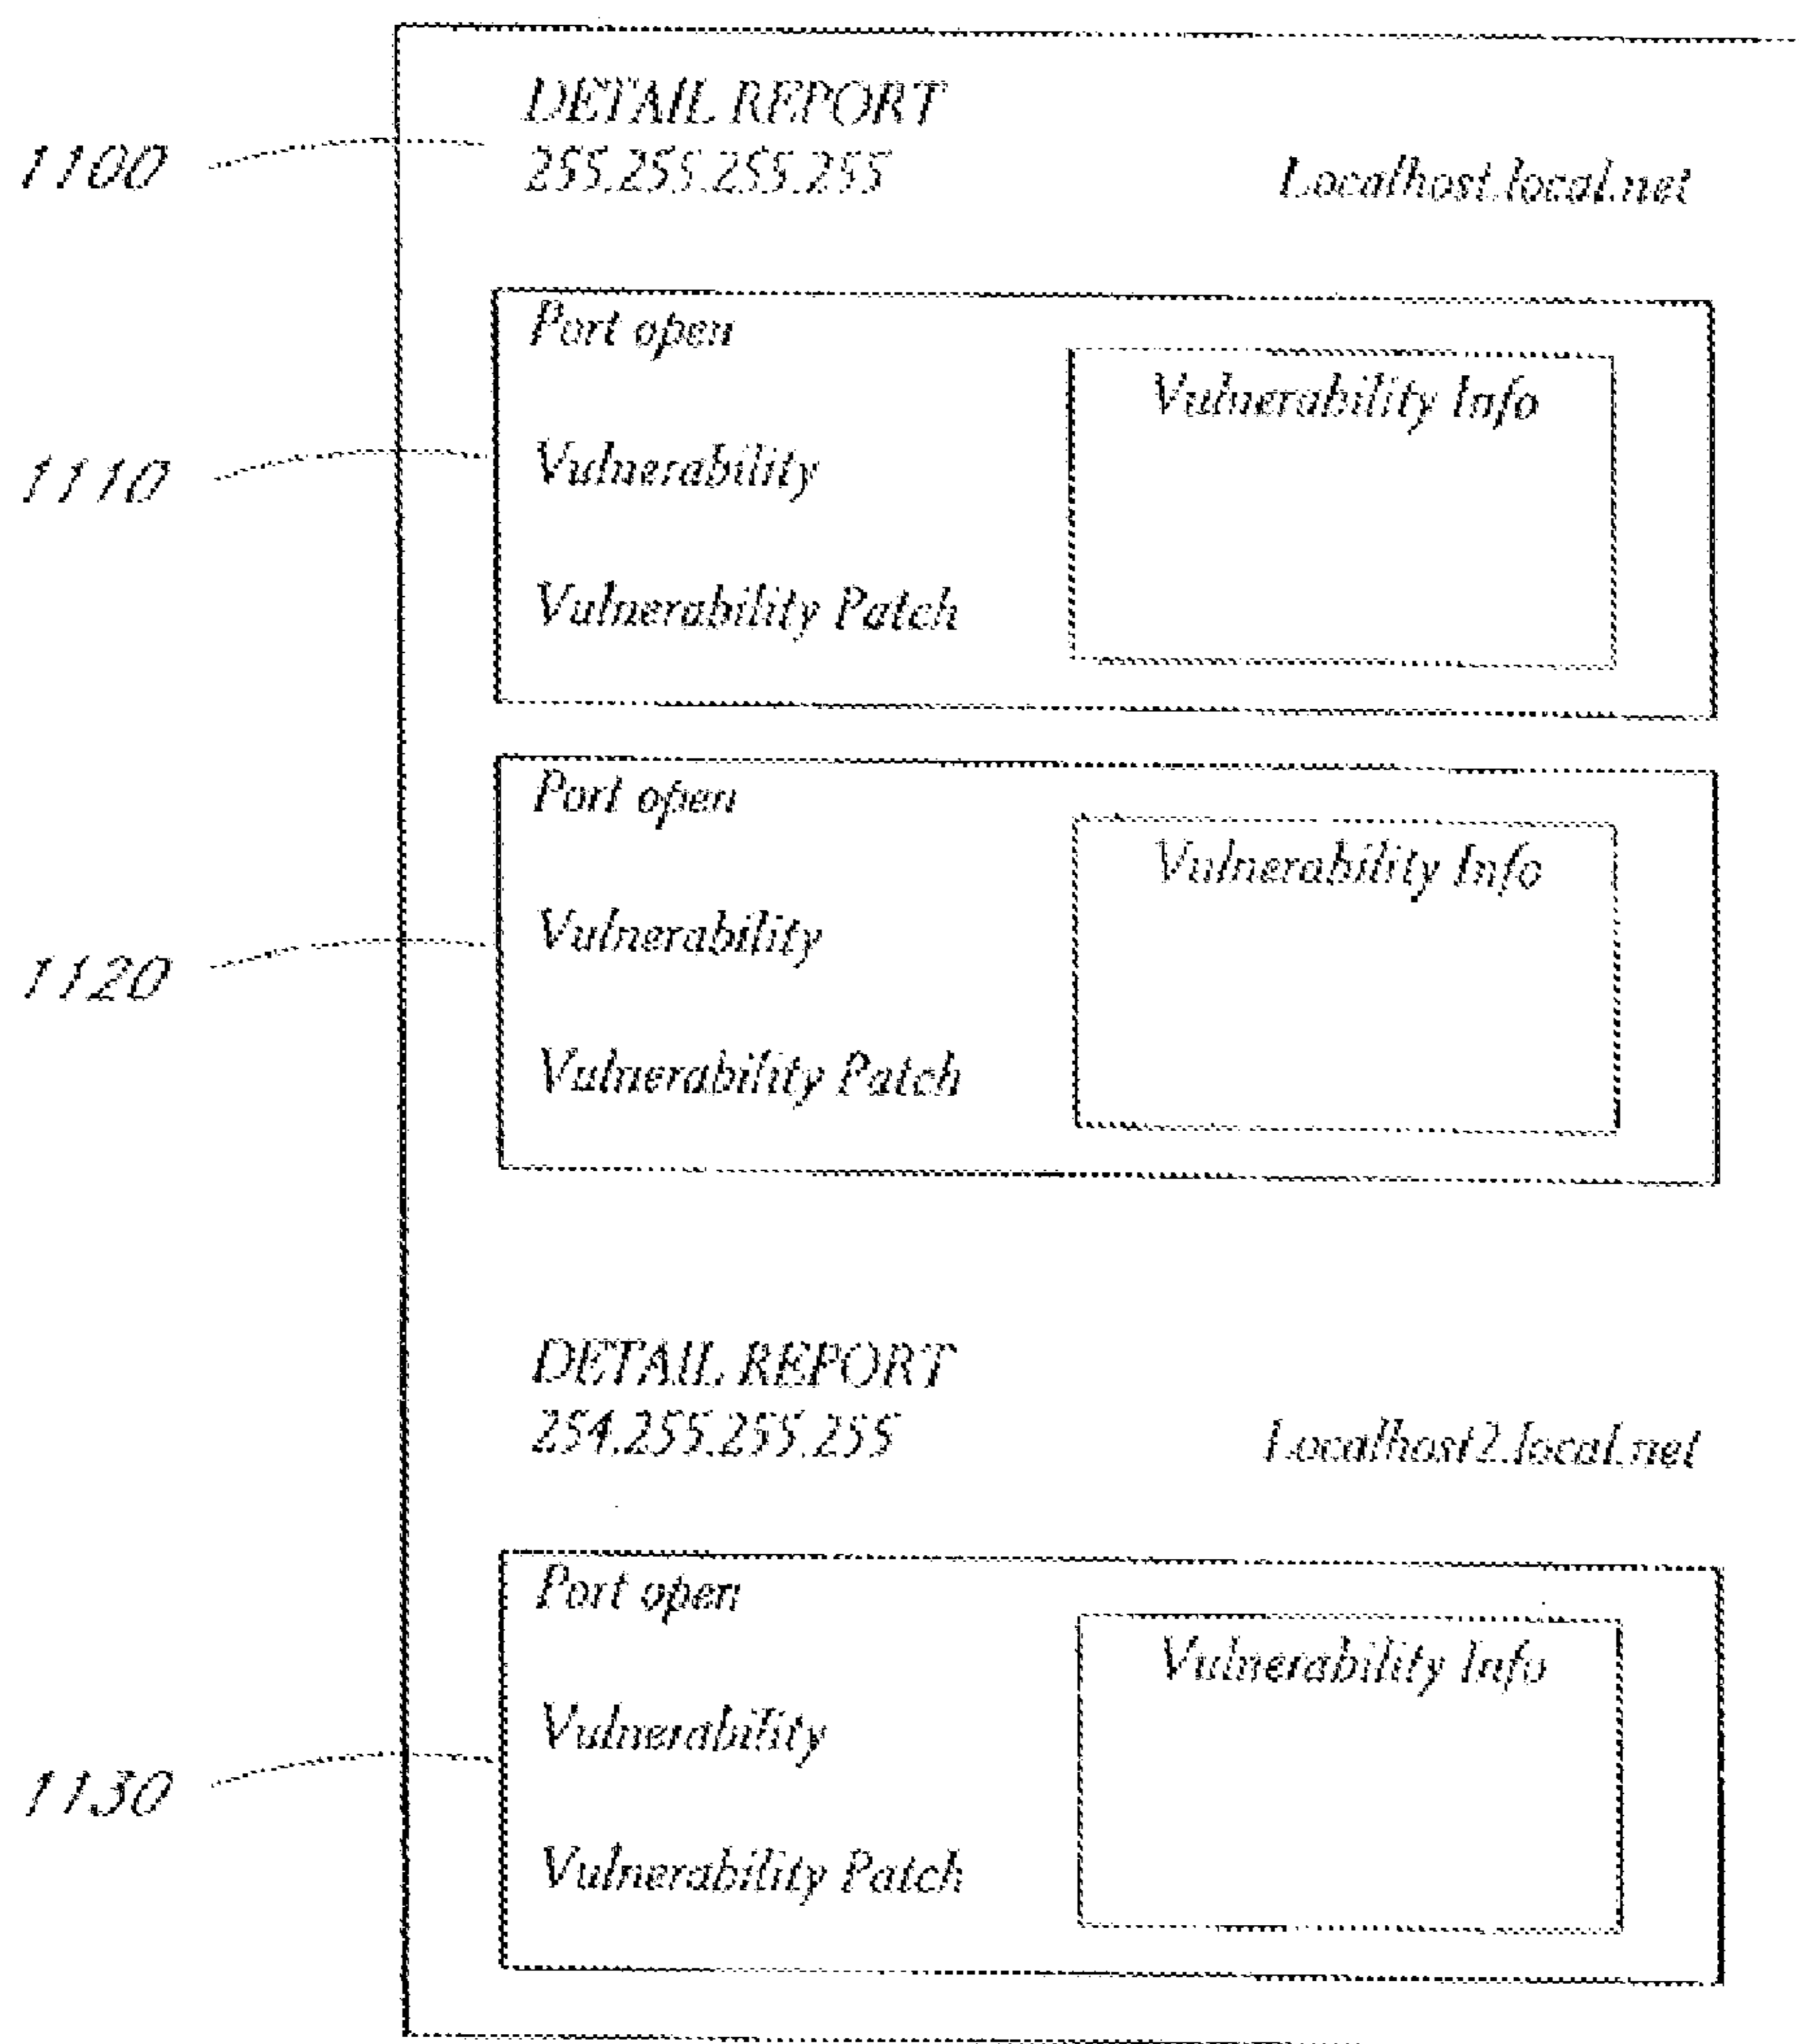 DETAIL REPORT
1100
255.255.255.255
Localhost.local.net
Port open
Vulnerability Info
1110
Vulnerability
Vulnerability Patch
Port open
Vulnerability Info
1120
Vulnerability
Vulnerability Patch
DETAIL REPORT
254.255.255.255
Localhost2.local.net
Port open
Vulnerability Info
1130
Vulnerability
Vulnerability Patch